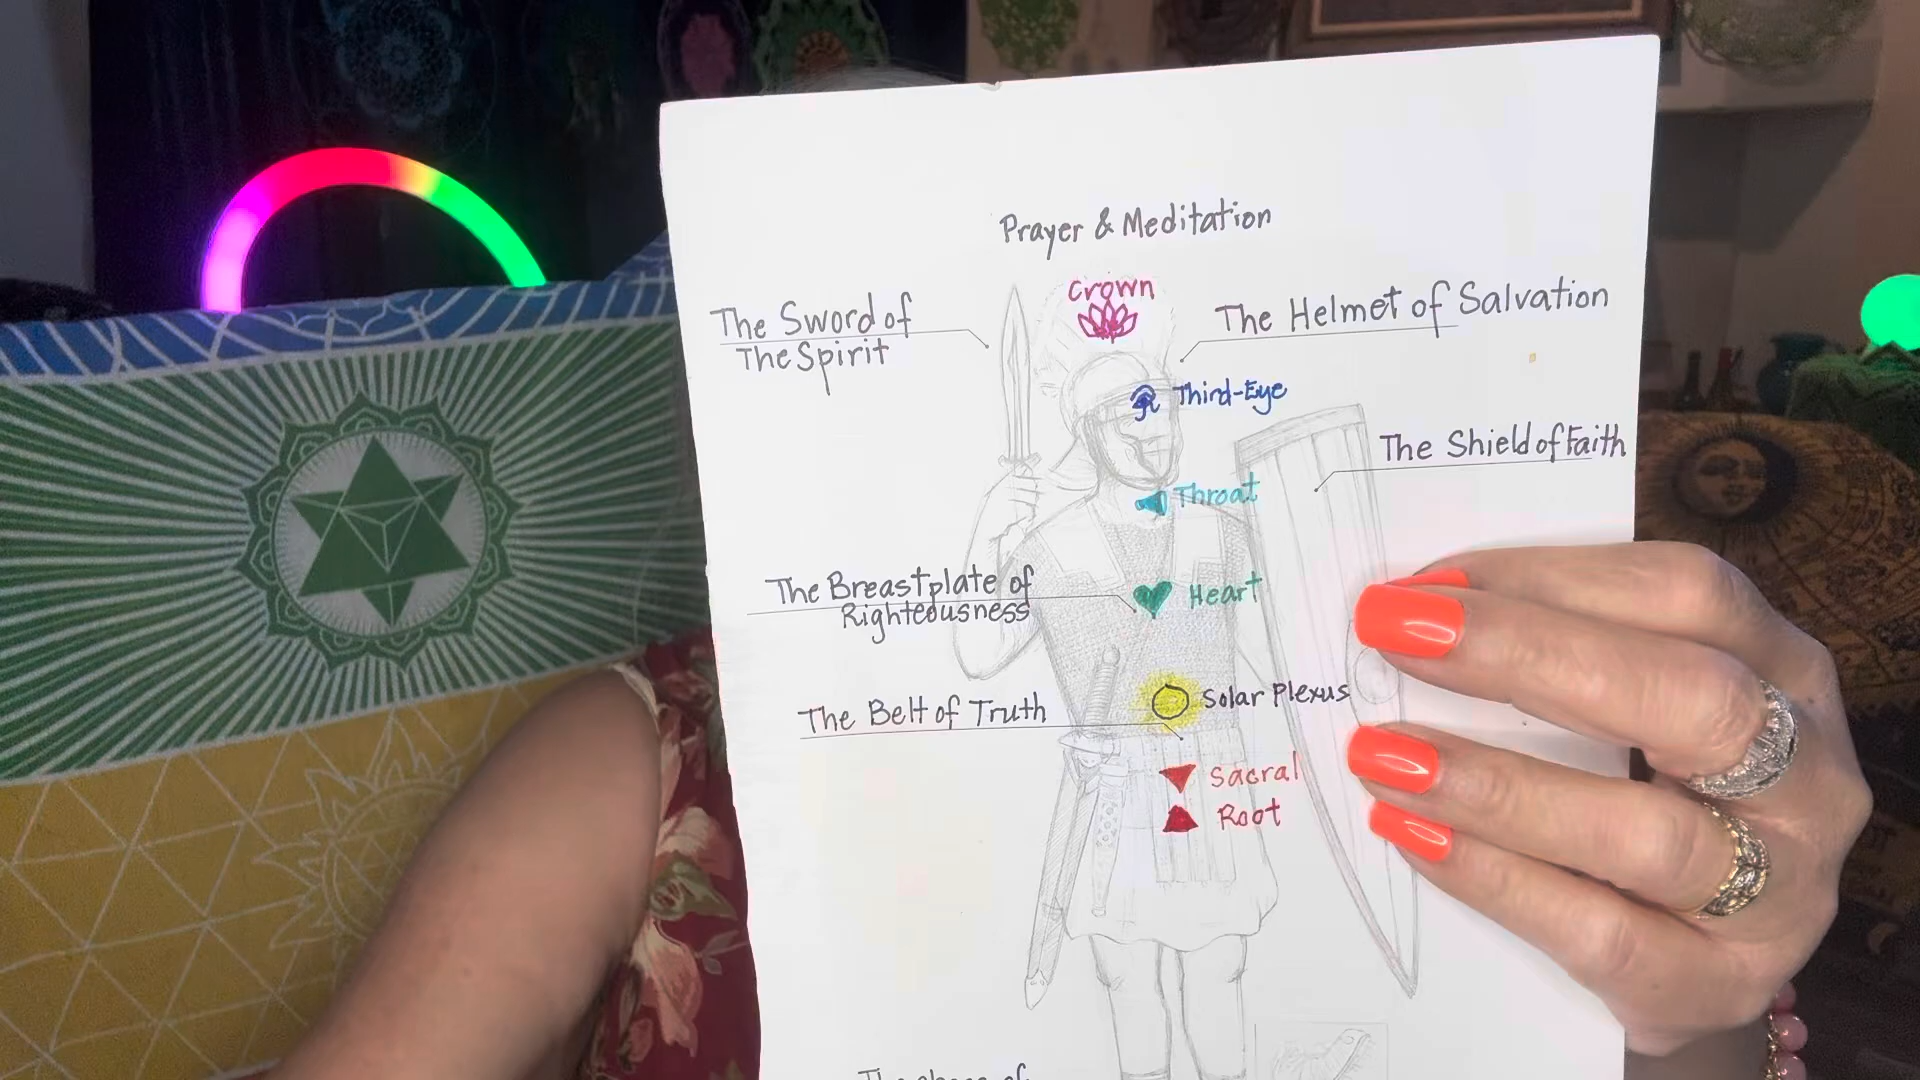 Prayer & Meditation
Crown
The Sword of
The Spirit
The Helmet of Salvation
Third-Eye
The Shield of Faith
Throat
The Breastplate of
Righteousness
Heart
Solar Plexus
The Belt of Truth
Sacral
Root